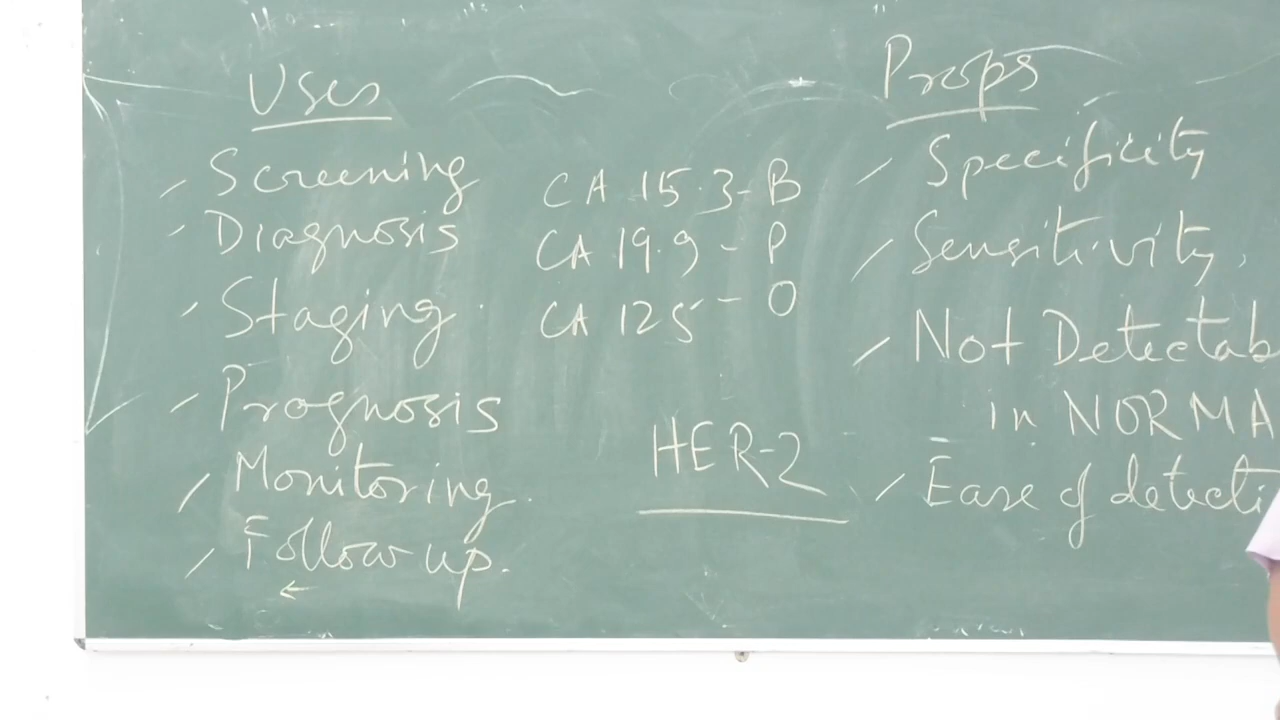 Uses
Screening
Diagnosis
Staging.
Prognosis
Monitoring.
Follow up.
CA 15.3-B
CA 19.9 - P
CA 125 - O
HER-2
Props
Specificity
Sensitivity,
Not Detectab
in NORMA
Ease of detecti